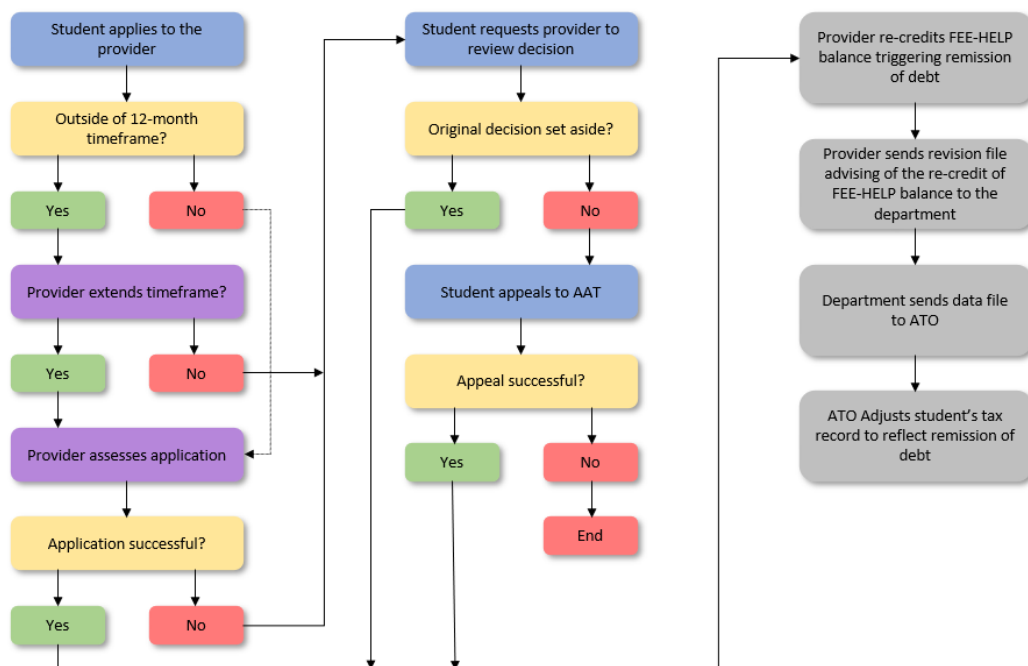 Student applies to the
provider
Outside of 12-month
timeframe?
Yes
No
Provider extends timeframe?
Yes
No
Provider assesses application
Application successful?
Yes
No
Student requests provider to
review decision
Original decision set aside?
Yes
No
Student appeals to AAT
Appeal successful?
Yes
No
End
Provider re-credits FEE-HELP
balance triggering remission
of debt
Provider sends revision file
advising of the re-credit of
FEE-HELP balance to the
department
Department sends data file
to ATO
ATO Adjusts student’s tax
record to reflect remission of
debt